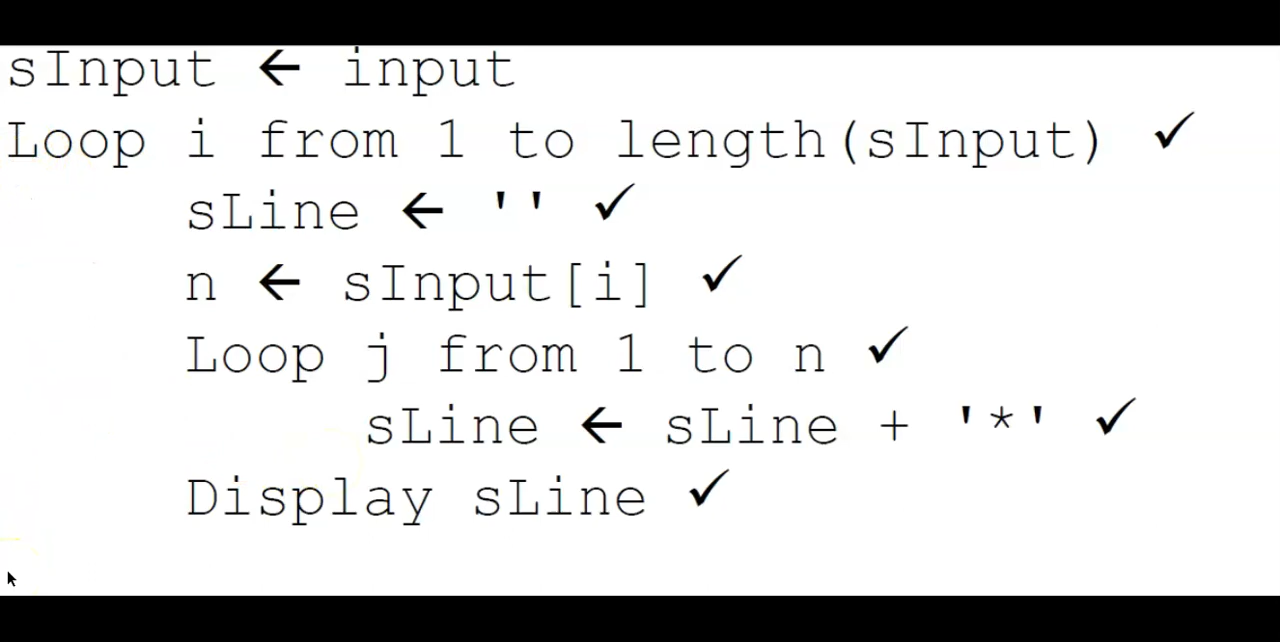 sInput ← input
Loop i from 1 to length(sInput) ✓
sLine ← '' ✓
n ← sInput[i] ✓
Loop j from 1 to n ✓
sLine ← sLine + '*' ✓
Display sLine ✓